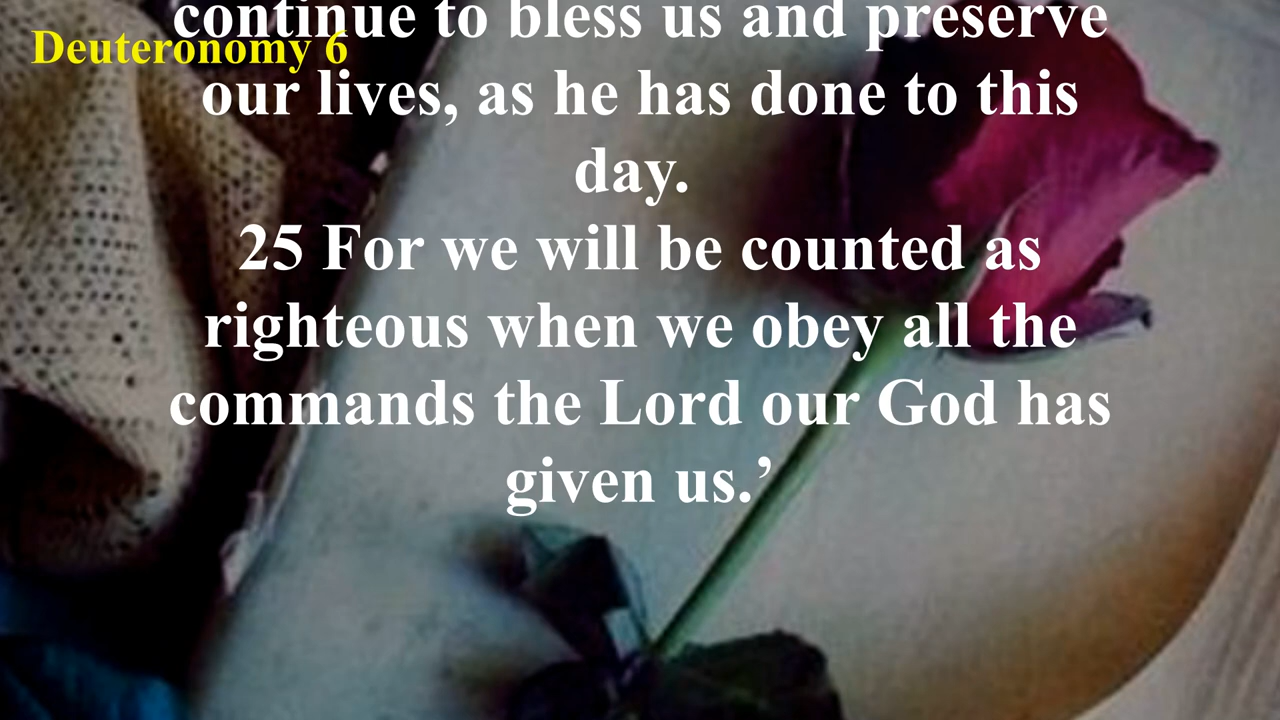 continue to bless us and preserve
Deuteronomy 6
our lives, as he has done to this
day.
25 For we will be counted as
righteous when we obey all the
commands the Lord our God has
given us.’